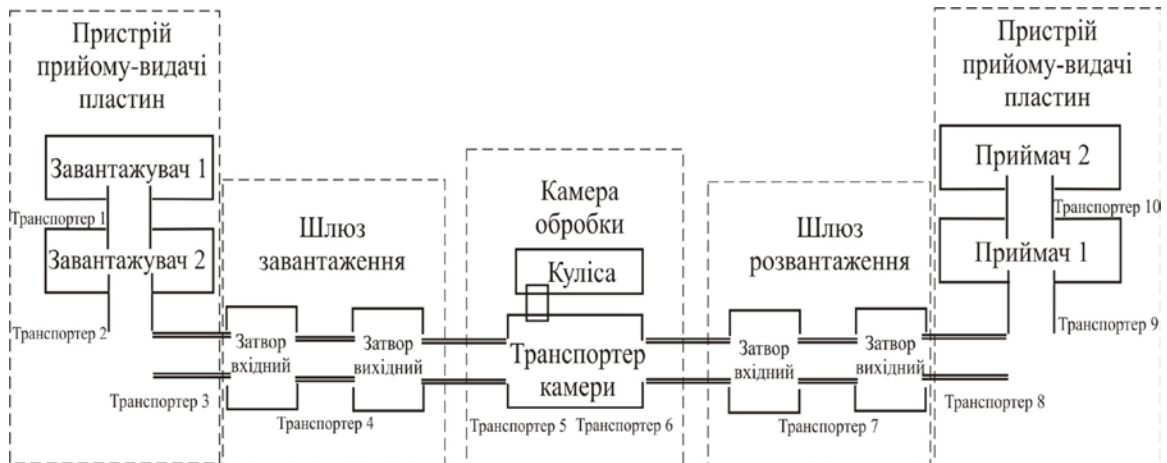 Пристрій
прийому-видачі
пластин
Завантажувач 1
Транспортер 1
Завантажувач 2
Транспортер 2
Транспортер 3
Шлюз
завантаження
Затвор
вхідний
Затвор
вихідний
Транспортер 4
Камера
обробки
Куліса
Транспортер
камери
Транспортер 5
Транспортер 6
Шлюз
розвантаження
Затвор
вхідний
Затвор
вихідний
Транспортер 7
Пристрій
прийому-видачі
пластин
Приймач 2
Транспортер 10
Приймач 1
Транспортер 9
Транспортер 8